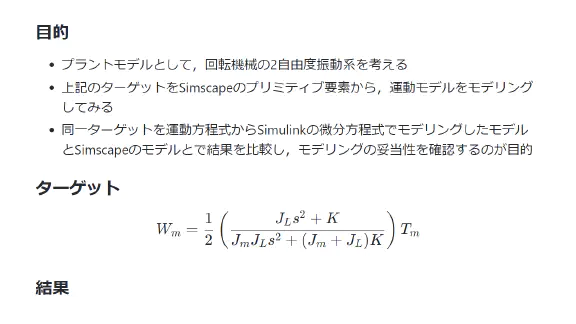 目的
• プラントモデルとして，回転機械の2自由度振動系を考える
• 上記のターゲットをSimscapeのプリミティブ要素から，運動モデルをモデリング
してみる
• 同一ターゲットを運動方程式からSimulinkの微分方程式でモデリングしたモデル
とSimscapeのモデルとで結果を比較し，モデリングの妥当性を確認するのが目的
ターゲット
W_m = \frac{1}{2} \left( \frac{J_L s^2 + K}{J_m J_L s^2 + (J_m + J_L)K} \right) T_m
結果